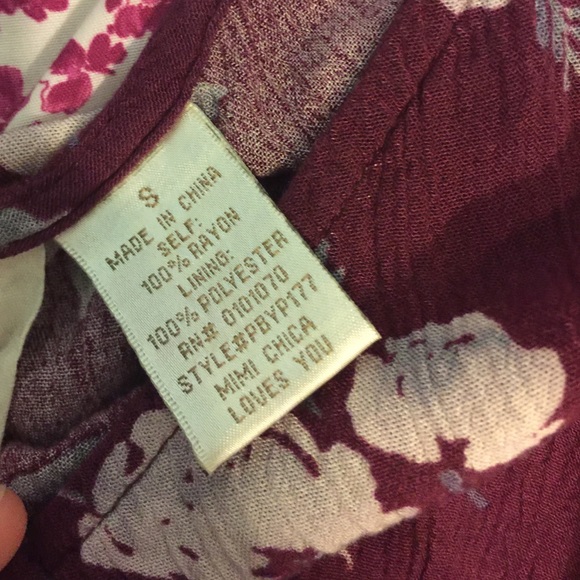 S
MADE IN CHINA
SELF:
100% RAYON
LINING:
100% POLYESTER
RN# 0101070
STYLE#PBYP177
MIMI CHICA
LOVES YOU